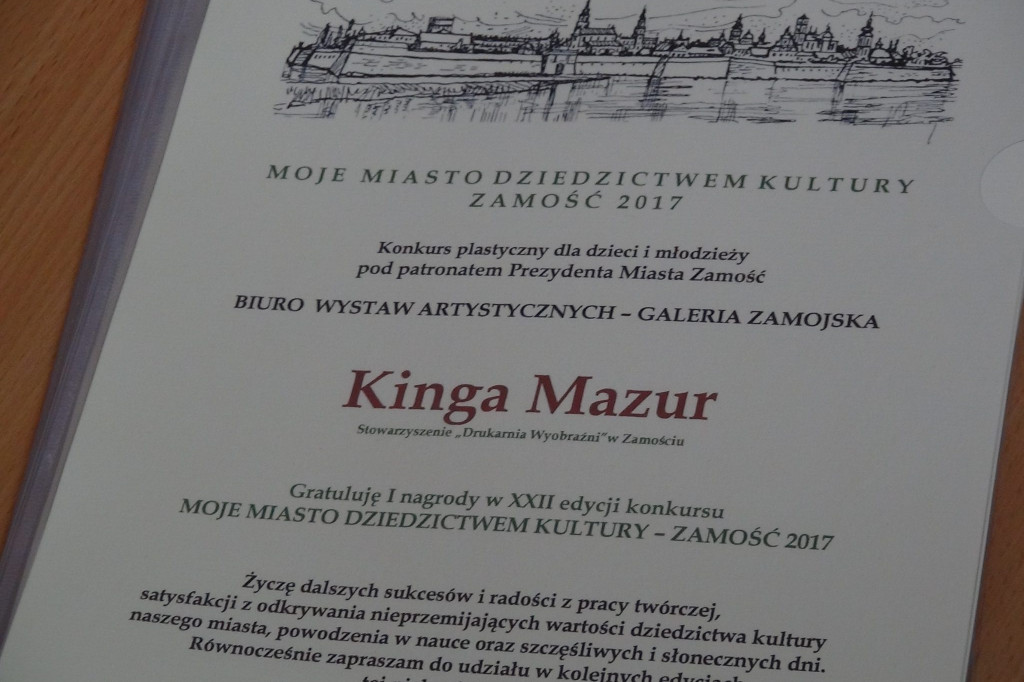 MOJE MIASTO DZIEDZICTWEM KULTURY
ZAMOŚĆ 2017
Konkurs plastyczny dla dzieci i młodzieży
pod patronatem Prezydenta Miasta Zamość
BIURO WYSTAW ARTYSTYCZNYCH – GALERIA ZAMOJSKA
Kinga Mazur
Stowarzyszenie „Drukarnia Wyobraźni” w Zamościu
Gratuluję I nagrody w XXII edycji konkursu
MOJE MIASTO DZIEDZICTWEM KULTURY – ZAMOŚĆ 2017
Życzę dalszych sukcesów i radości z pracy twórczej,
satysfakcji z odkrywania nieprzemijających wartości dziedzictwa kultury
naszego miasta, powodzenia w nauce oraz szczęśliwych i słonecznych dni.
Równocześnie zapraszam do udziału w kolejnych edycjach